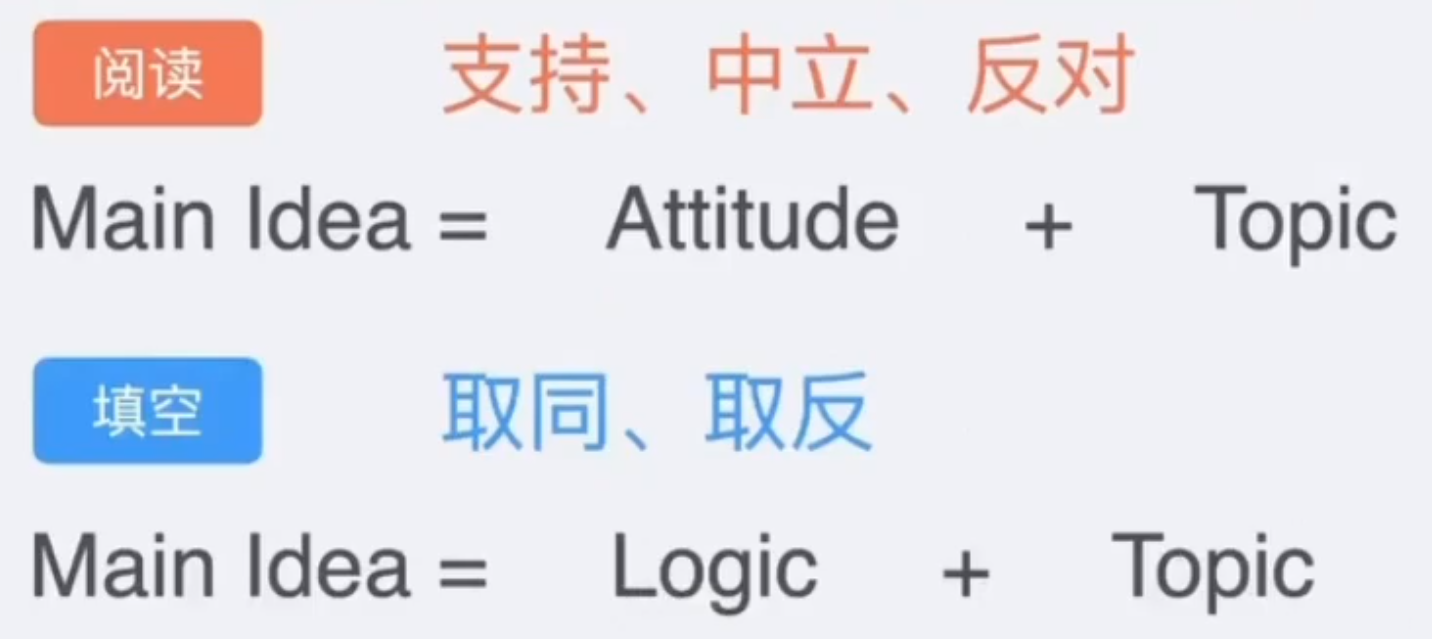 阅读 支持、中立、反对
Main Idea = Attitude + Topic
填空 取同、取反
Main Idea = Logic + Topic